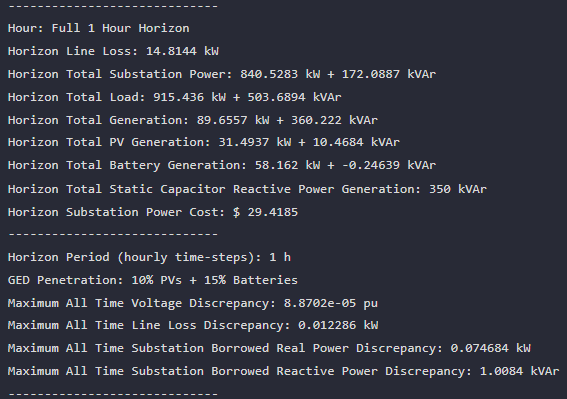 -----------------------------
Hour: Full 1 Hour Horizon
Horizon Line Loss: 14.8144 kW
Horizon Total Substation Power: 840.5283 kW + 172.0887 kVAr
Horizon Total Load: 915.436 kW + 503.6894 kVAr
Horizon Total Generation: 89.6557 kW + 360.222 kVAr
Horizon Total PV Generation: 31.4937 kW + 10.4684 kVAr
Horizon Total Battery Generation: 58.162 kW + -0.24639 kVAr
Horizon Total Static Capacitor Reactive Power Generation: 350 kVAr
Horizon Substation Power Cost: $ 29.4185
-----------------------------
Horizon Period (hourly time-steps): 1 h
GED Penetration: 10% PVs + 15% Batteries
Maximum All Time Voltage Discrepancy: 8.8702e-05 pu
Maximum All Time Line Loss Discrepancy: 0.012286 kW
Maximum All Time Substation Borrowed Real Power Discrepancy: 0.074684 kW
Maximum All Time Substation Borrowed Reactive Power Discrepancy: 1.0084 kVAr
-----------------------------